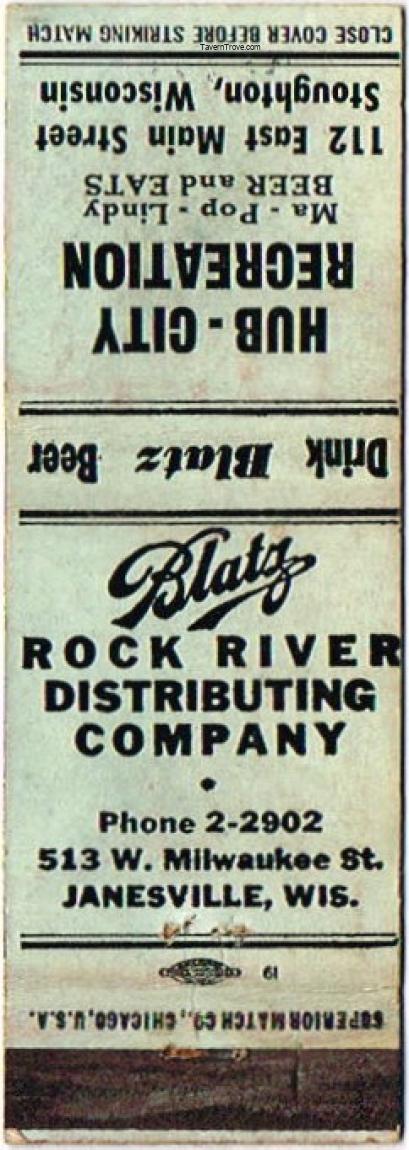 CLOSE COVER BEFORE STRIKING MATCH
TavernTrove.com
HUB - CITY
RECREATION
Ma - Pop - Lindy
BEER and EATS
112 East Main Street
Stoughton, Wisconsin
Drink Blatz Beer
Blatz
ROCK RIVER
DISTRIBUTING
COMPANY
Phone 2-2902
513 W. Milwaukee St.
JANESVILLE, WIS.
19
SUPERIOR MATCH CO., CHICAGO, U.S.A.